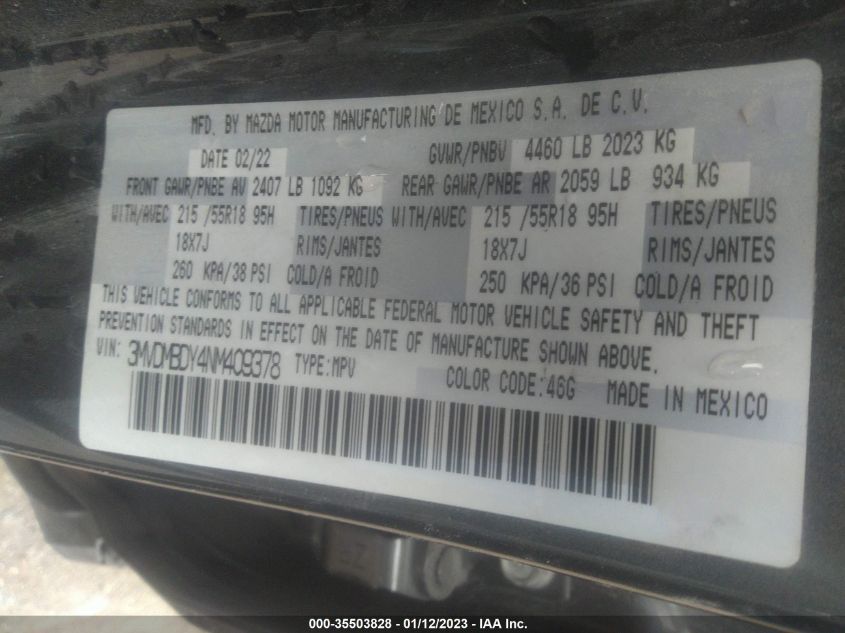 MFD. BY MAZDA MOTOR MANUFACTURING DE MEXICO S.A. DE C.V.
DATE 02/22 GVWR/PNBV 4460 LB 2023 KG
FRONT GAWR/PNBE AV 2407 LB 1092 KG REAR GAWR/PNBE AR 2059 LB 934 KG
WITH/AVEC 215 /55R18 95H TIRES/PNEUS WITH/AVEC 215 /55R18 95H TIRES/PNEUS
18X7J RIMS/JANTES 18X7J RIMS/JANTES
260 KPA/38 PSI COLD/A FROID 250 KPA/36 PSI COLD/A FROID
THIS VEHICLE CONFORMS TO ALL APPLICABLE FEDERAL MOTOR VEHICLE SAFETY AND THEFT
PREVENTION STANDARDS IN EFFECT ON THE DATE OF MANUFACTURE SHOWN ABOVE.
VIN: 3MVDMBDY4NM409378 TYPE:MPV COLOR CODE:46G MADE IN MEXICO
000-35503828 - 01/12/2023 - IAA Inc.